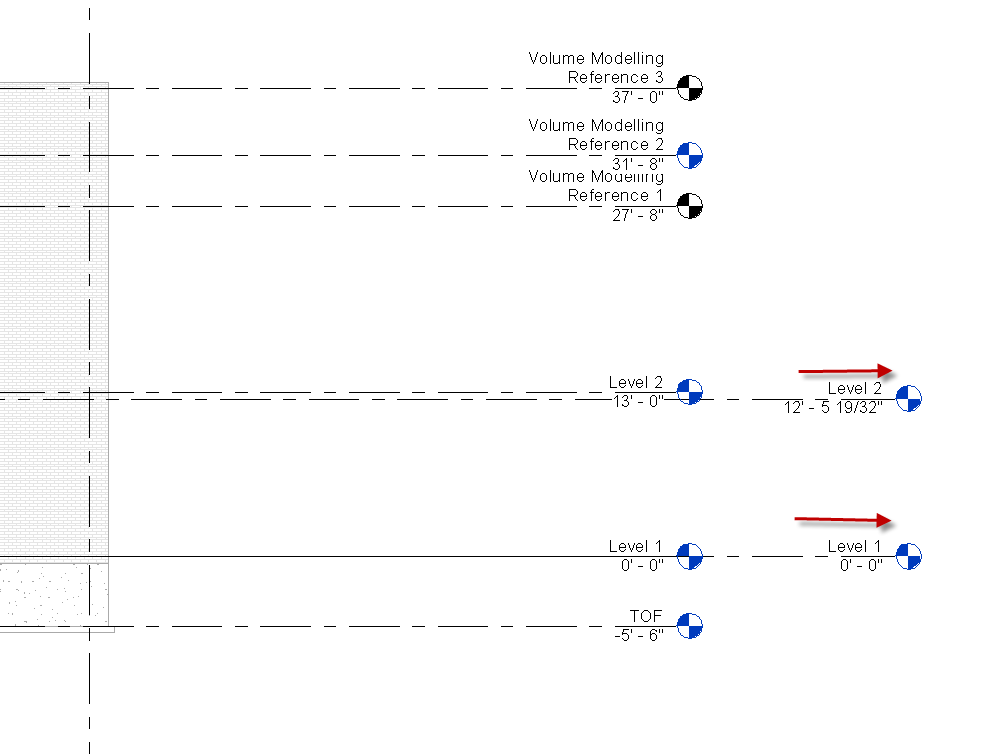 Volume Modelling
Reference 3
37' - 0"
Volume Modelling
Reference 2
31' - 8"
Volume Modelling
Reference 1
27' - 8"
Level 2
13' - 0"
Level 2
12' - 5 19/32"
Level 1
0' - 0"
Level 1
0' - 0"
TOF
-5' - 6"